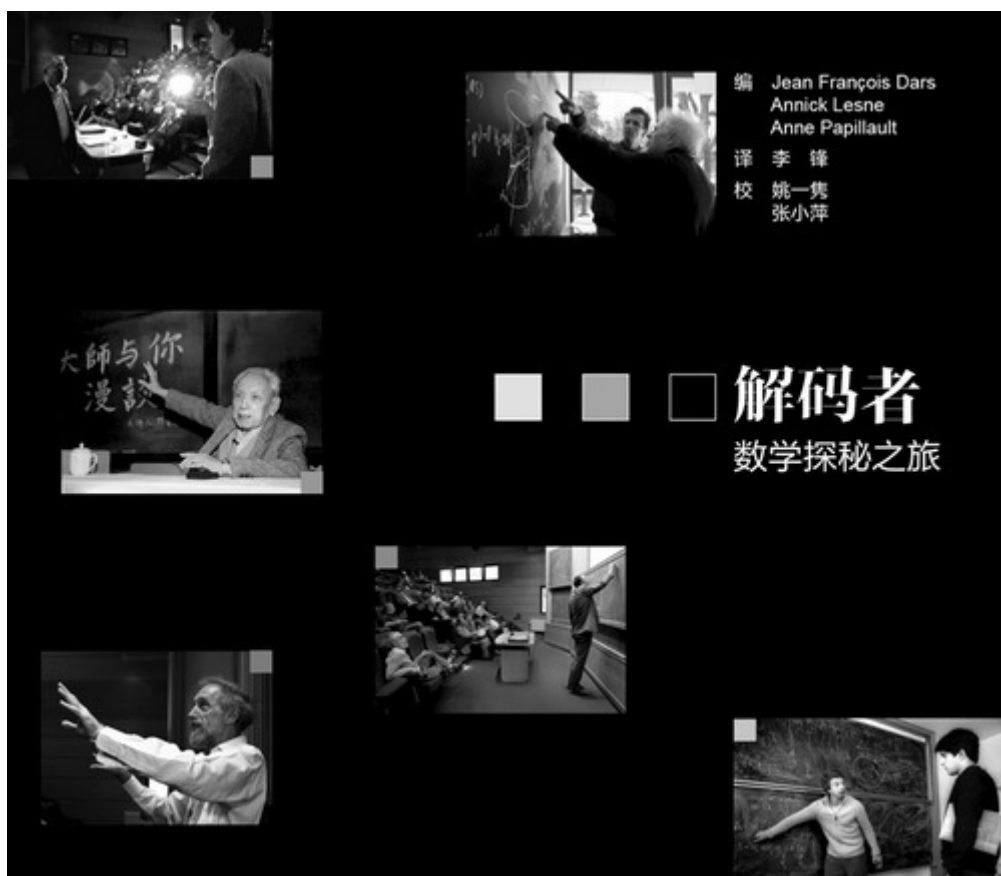 编 Jean François Dars
Annick Lesne
Anne Papillault
译 李 锋
校 姚一隽
张小萍
大師与你
漫談
解码者
数学探秘之旅